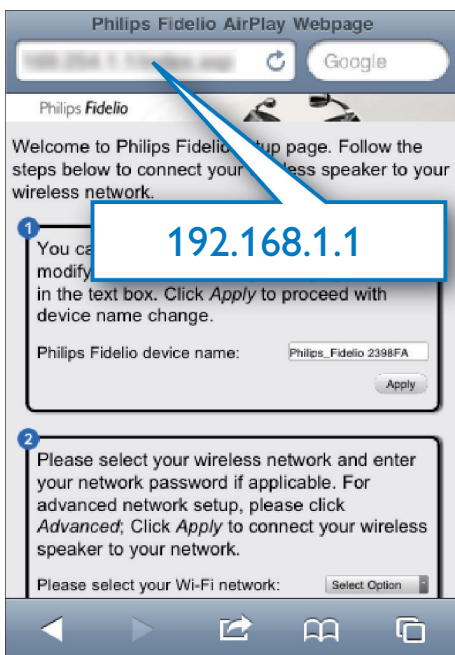 Philips Fidelio AirPlay Webpage
Google
Philips Fidelio
Welcome to Philips Fidelio up page. Follow the
steps below to connect your less speaker to your
wireless network.
192.168.1.1
1
You
modify
in the text box. Click Apply to proceed with
device name change.
Philips Fidelio device name: Philips_Fidelio 2398FA
Apply
2
Please select your wireless network and enter
your network password if applicable. For
advanced network setup, please click
Advanced; Click Apply to connect your wireless
speaker to your network.
Please select your Wi-Fi network: Select Option